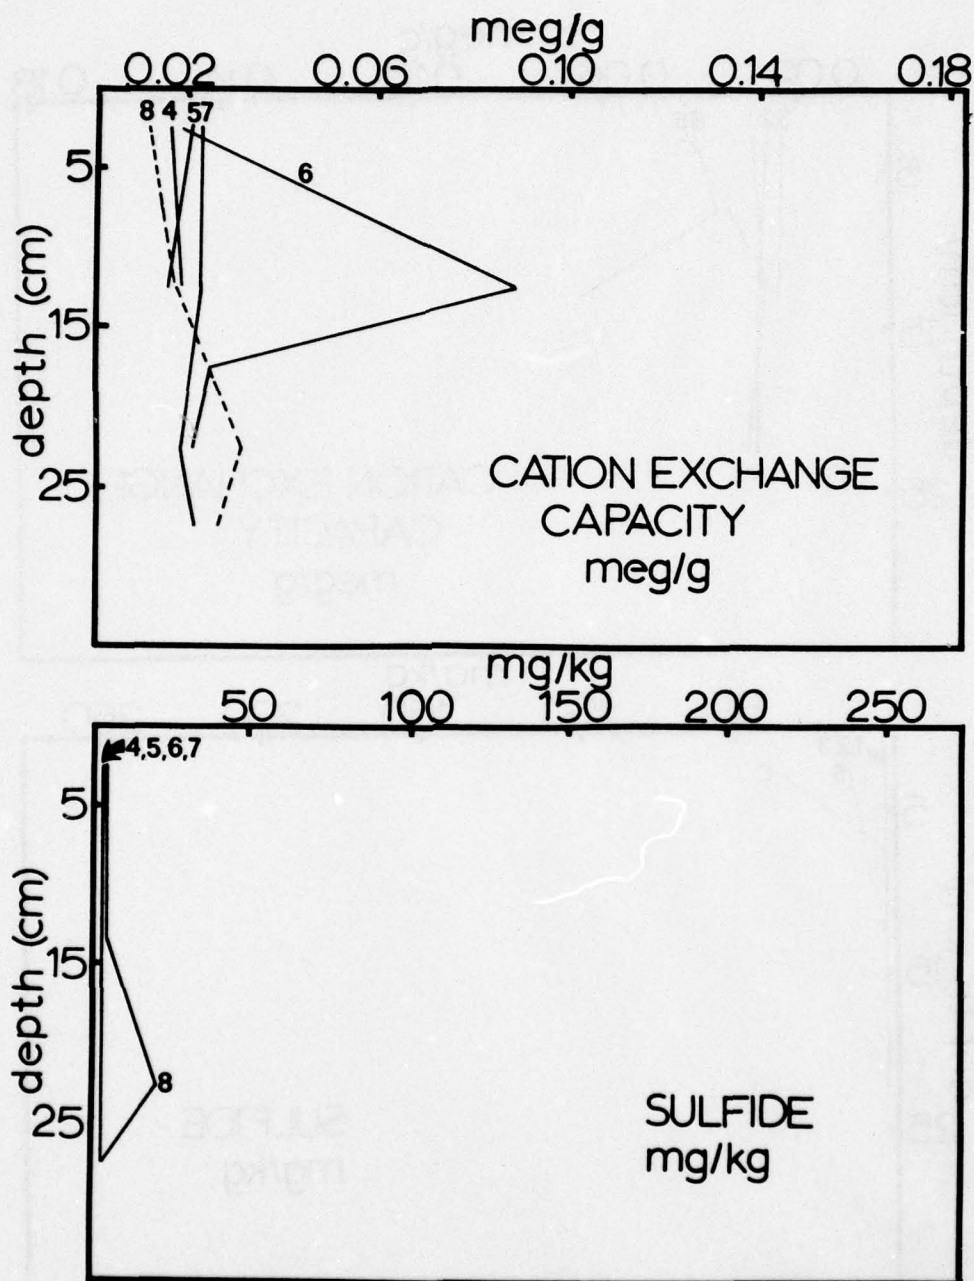 meg/g
0.02 0.06 0.10 0.14 0.18
8 4 5 7
6
5
15
25
depth (cm)
CATION EXCHANGE
CAPACITY
meg/g
mg/kg
50 100 150 200 250
4,5,6,7
5
15
25
depth (cm)
8
SULFIDE
mg/kg